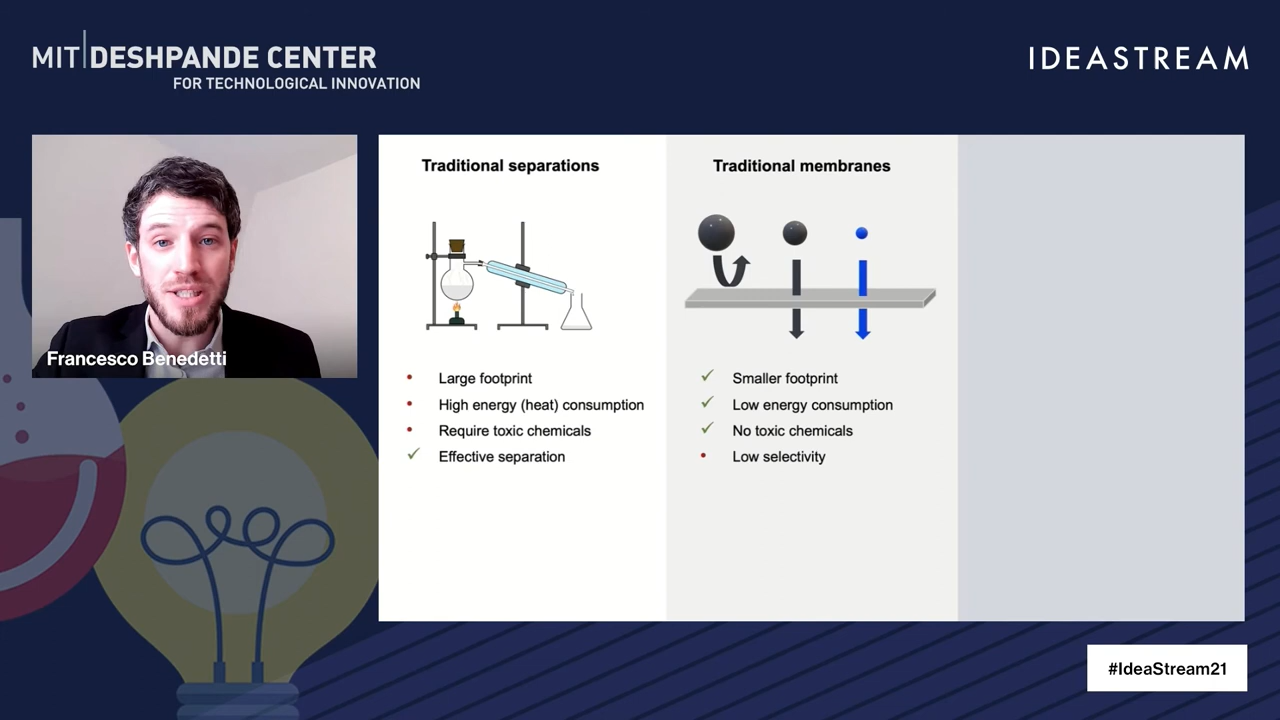 MIT DESHPANDE CENTER
FOR TECHNOLOGICAL INNOVATION
IDEASTREAM
Francesco Benedetti
Traditional separations
Large footprint
High energy (heat) consumption
Require toxic chemicals
Effective separation
Traditional membranes
Smaller footprint
Low energy consumption
No toxic chemicals
Low selectivity
#IdeaStream21